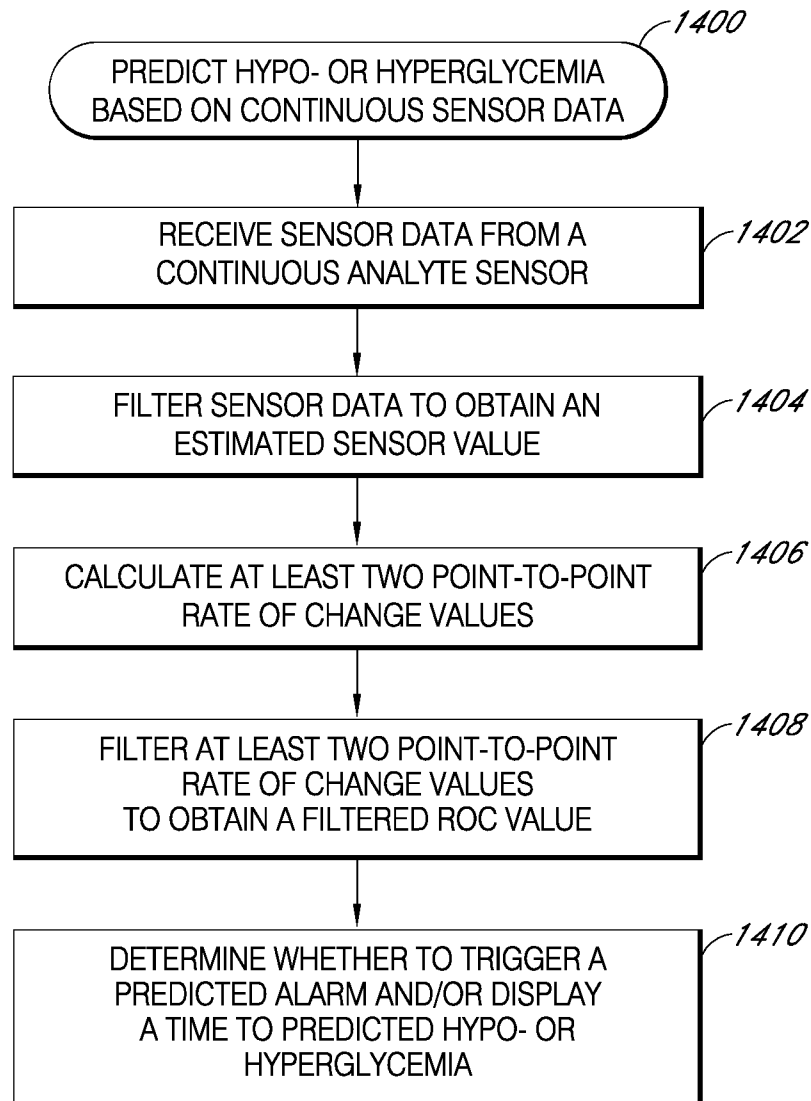 1400
PREDICT HYPO- OR HYPERGLYCEMIA
BASED ON CONTINUOUS SENSOR DATA
1402
RECEIVE SENSOR DATA FROM A
CONTINUOUS ANALYTE SENSOR
1404
FILTER SENSOR DATA TO OBTAIN AN
ESTIMATED SENSOR VALUE
1406
CALCULATE AT LEAST TWO POINT-TO-POINT
RATE OF CHANGE VALUES
1408
FILTER AT LEAST TWO POINT-TO-POINT
RATE OF CHANGE VALUES
TO OBTAIN A FILTERED ROC VALUE
1410
DETERMINE WHETHER TO TRIGGER A
PREDICTED ALARM AND/OR DISPLAY
A TIME TO PREDICTED HYPO- OR
HYPERGLYCEMIA